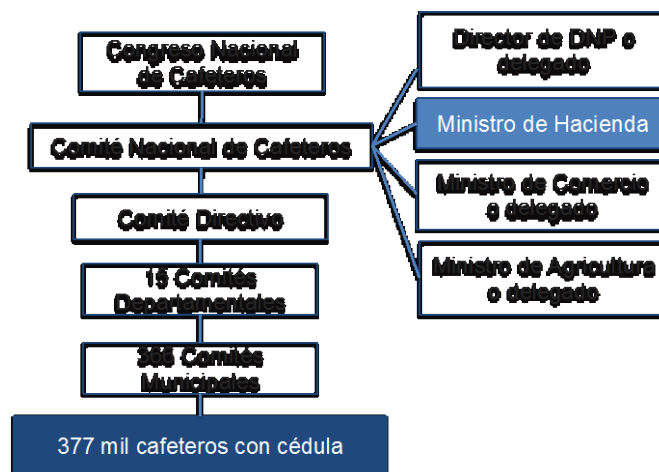 Congreso Nacional
de Cafeteros
Comité Nacional de Cafeteros
Comité Directivo
15 Comités
Departamentales
366 Comités
Municipales
377 mil cafeteros con cédula
Director de DNP o
delegado
Ministro de Hacienda
Ministro de Comercio
o delegado
Ministro de Agricultura
o delegado